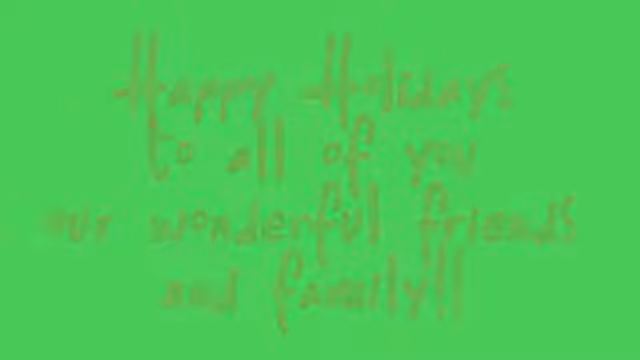 Happy Holidays
to all of you
our wonderful friends
and family!!